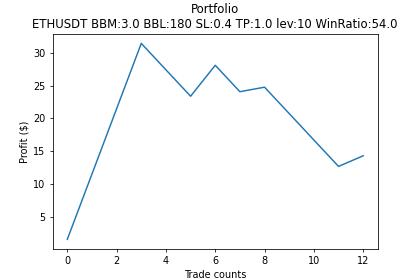 Portfolio
ETHUSDT BBM:3.0 BBL:180 SL:0.4 TP:1.0 lev:10 WinRatio:54.0
30
25
20
15
10
5
Profit ($)
0 2 4 6 8 10 12
Trade counts